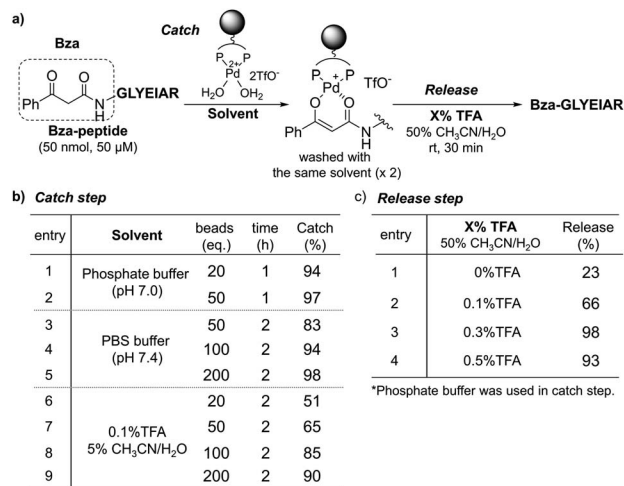 a)
Bza
O O
Ph N H GLYEIAR
Bza-peptide
(50 nmol, 50 μM)
Catch
P P
2+
Pd 2TfO-
H2O OH2
Solvent
P + P
Pd TfO-
O O
Ph N H
washed with
the same solvent (x 2)
Release
X% TFA
50% CH3CN/H2O
rt, 30 min
Bza-GLYEIAR
b) Catch step
entry Solvent beads (eq.) time (h) Catch (%)
1 Phosphate buffer 20 1 94
2 (pH 7.0) 50 1 97
3 50 2 83
4 PBS buffer (pH 7.4) 100 2 94
5 200 2 98
6 20 2 51
7 0.1%TFA 50 2 65
8 5% CH3CN/H2O 100 2 85
9 200 2 90
c) Release step
entry X% TFA 50% CH3CN/H2O Release (%)
1 0%TFA 23
2 0.1%TFA 66
3 0.3%TFA 98
4 0.5%TFA 93
*Phosphate buffer was used in catch step.